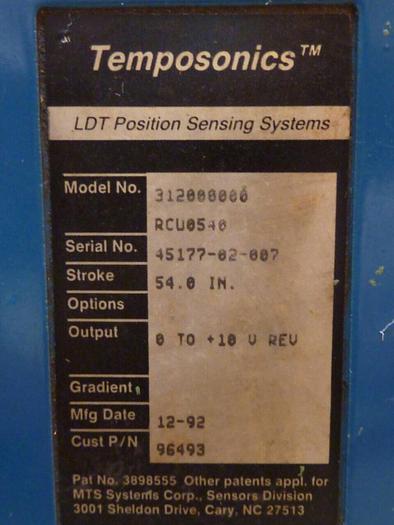 Temposonics™
LDT Position Sensing Systems
Model No. 312000000
RCU0540
Serial No. 45177-02-007
Stroke 54.0 IN.
Options
Output 0 TO +10 V REV
Gradient
Mfg Date 12-92
Cust P/N 96493
Pat No. 3898555 Other patents appl. for
MTS Systems Corp., Sensors Division
3001 Sheldon Drive, Cary, NC 27513